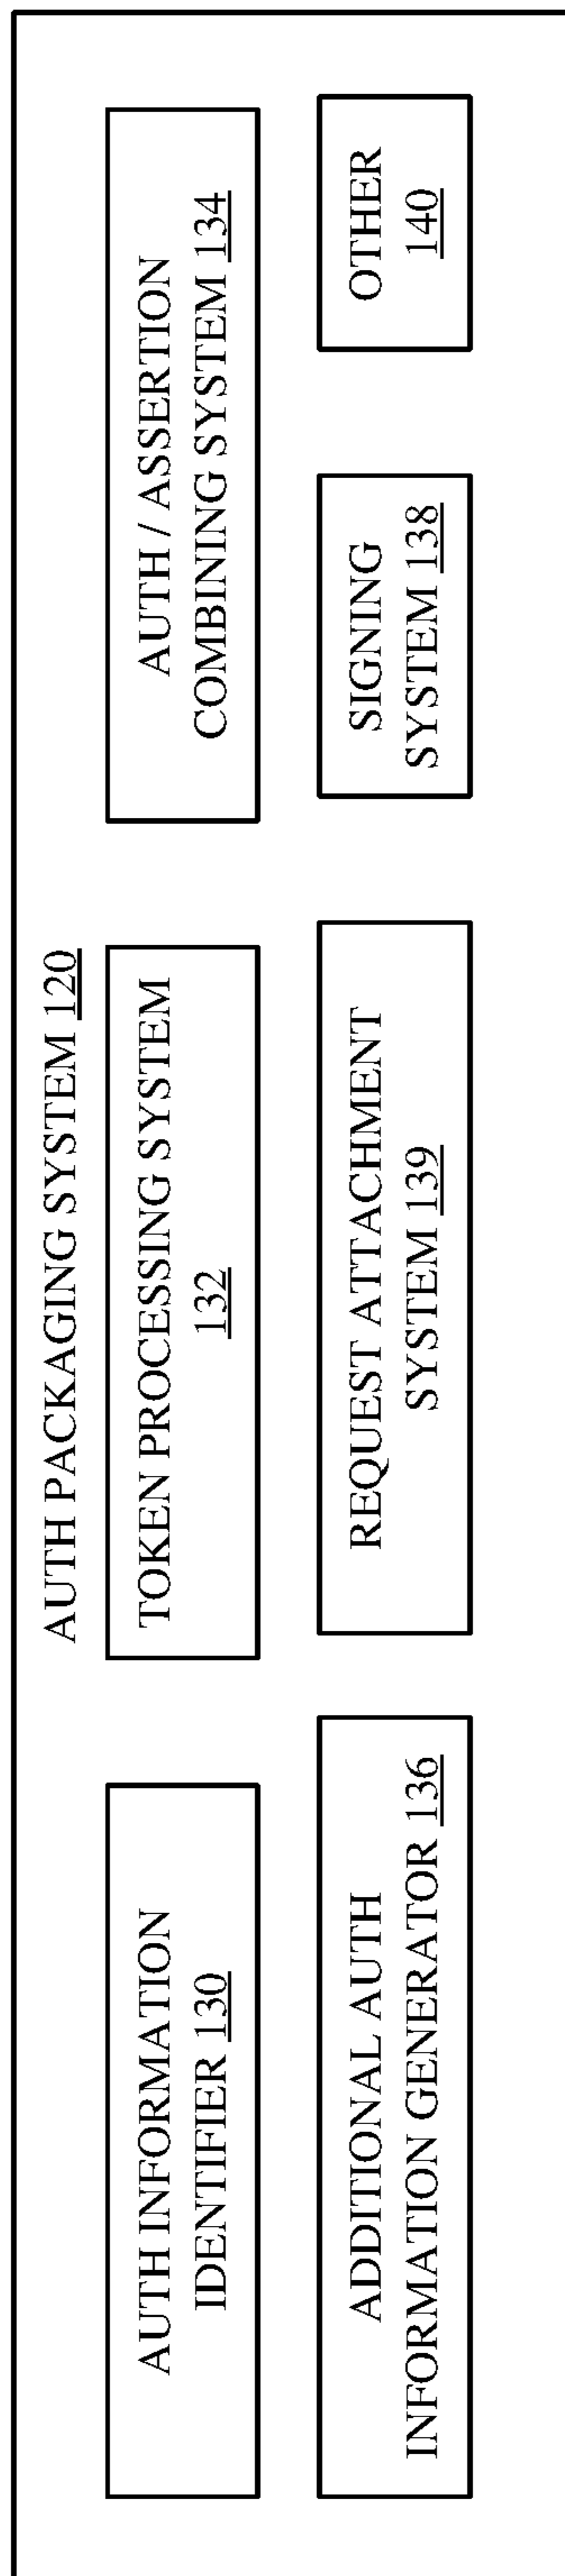 AUTH PACKAGING SYSTEM 120
AUTH INFORMATION
IDENTIFIER 130
TOKEN PROCESSING SYSTEM
132
AUTH / ASSERTION
COMBINING SYSTEM 134
ADDITIONAL AUTH
INFORMATION GENERATOR 136
REQUEST ATTACHMENT
SYSTEM 139
SIGNING
SYSTEM 138
OTHER
140